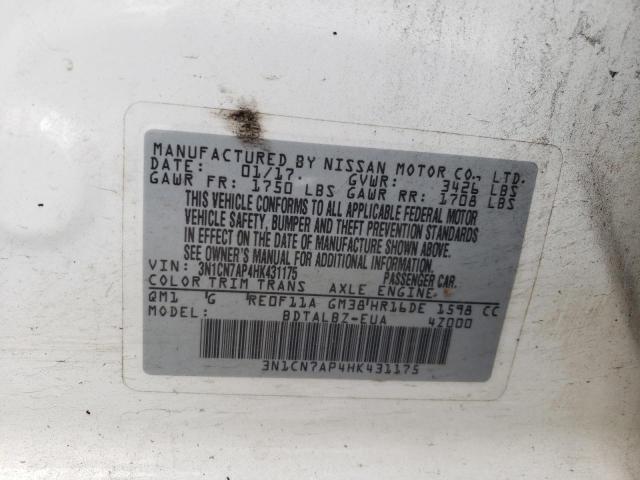 MANUFACTURED BY NISSAN MOTOR CO., LTD.
DATE: 01/17 GVWR: 3426 LBS
GAWR FR: 1750 LBS GAWR RR: 1708 LBS
THIS VEHICLE CONFORMS TO ALL APPLICABLE FEDERAL MOTOR
VEHICLE SAFETY, BUMPER AND THEFT PREVENTION STANDARDS
IN EFFECT ON THE DATE OF MANUFACTURE SHOWN ABOVE.
SEE OWNER'S MANUAL FOR ADDITIONAL INFORMATION.
VIN: 3N1CN7AP4HK431175 PASSENGER CAR.
COLOR TRIM TRANS AXLE ENGINE
QM1 G RE0F11A GM38 HR16DE 1598 CC
MODEL: BDTALBZ-EUA 4Z000
3N1CN7AP4HK431175